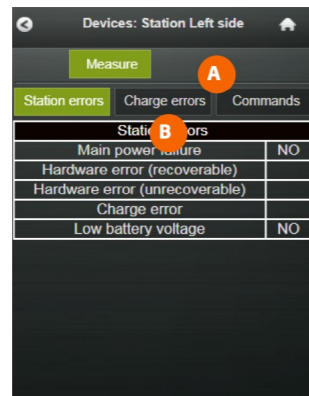 Devices: Station Left side
Measure
A
Station errors Charge errors Commands
B
Main power failure NO
Hardware error (recoverable)
Hardware error (unrecoverable)
Charge error
Low battery voltage NO